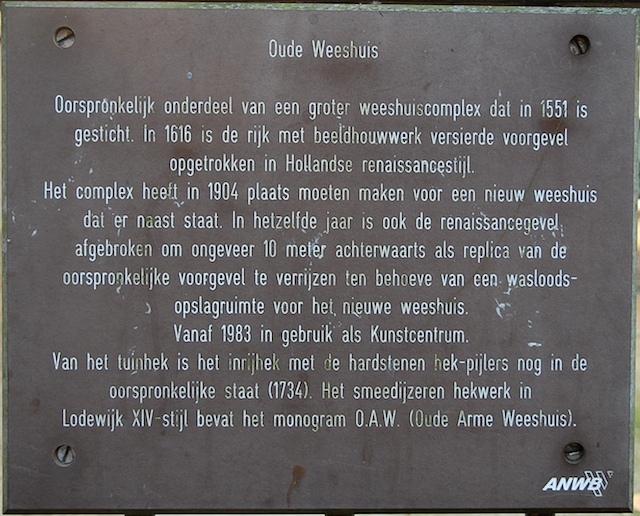 Oude Weeshuis
Oorspronkelijk onderdeel van een groter weeshuiscomplex dat in 1551 is
gesticht. In 1616 is de rijk met beeldhouwwerk versierde voorgevel
opgetrokken in Hollandse renaissancestijl.
Het complex heeft in 1904 plaats moeten maken voor een nieuw weeshuis
dat er naast staat. In hetzelfde jaar is ook de renaissancegevel
afgebroken om ongeveer 10 meter achterwaarts als replica van de
oorspronkelijke voorgevel te verrijzen ten behoeve van een wasloods-
opslagruimte voor het nieuwe weeshuis.
Vanaf 1983 in gebruik als Kunstcentrum.
Van het tuinhek is het inrijhek met de hardstenen hek-pijlers nog in de
oorspronkelijke staat (1734). Het smeedijzeren hekwerk in
Lodewijk XIV-stijl bevat het monogram O.A.W. (Oude Arme Weeshuis).
ANWB